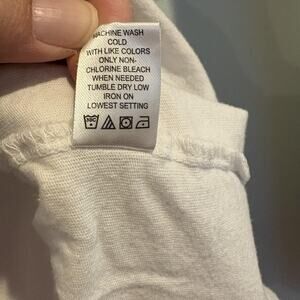 MACHINE WASH
COLD
WITH LIKE COLORS
ONLY NON-
CHLORINE BLEACH
WHEN NEEDED
TUMBLE DRY LOW
IRON ON
LOWEST SETTING